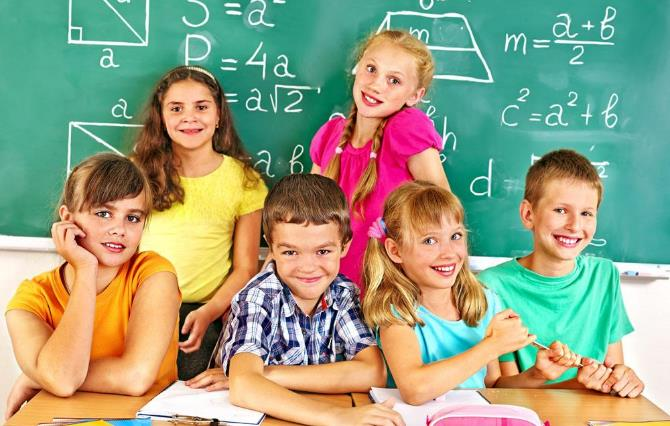 S = a²
a
P = 4a
a√2
a
a·в
m
m = a+в/2
c² = a² + в
d
h